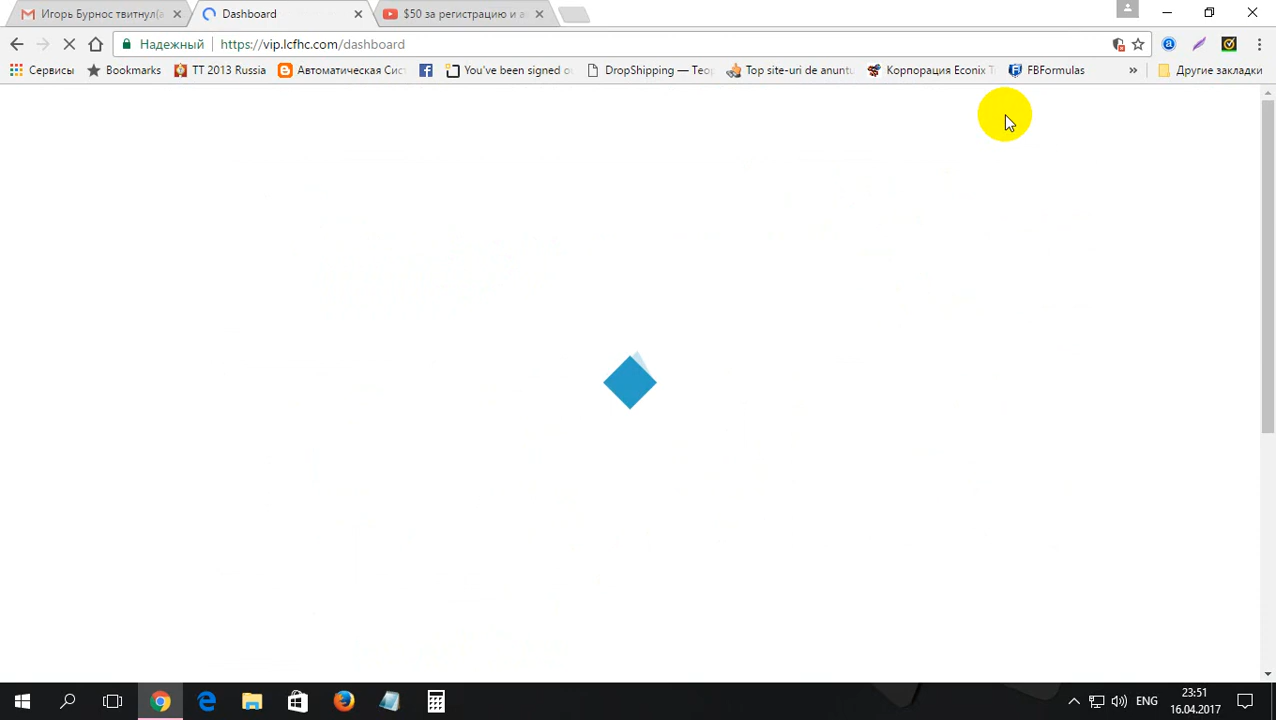 Игорь Бурнос твитнул(а
Dashboard
$50 за регистрацию и а
Надежный
https://vip.lcfhc.com/dashboard
Сервисы
Bookmarks
TT 2013 Russia
Автоматическая Сис
You've been signed o
DropShipping — Teo
Top site-uri de anuntu
Корпорация Econix T
FBFormulas
»
Другие закладки
ENG
23:51
16.04.2017